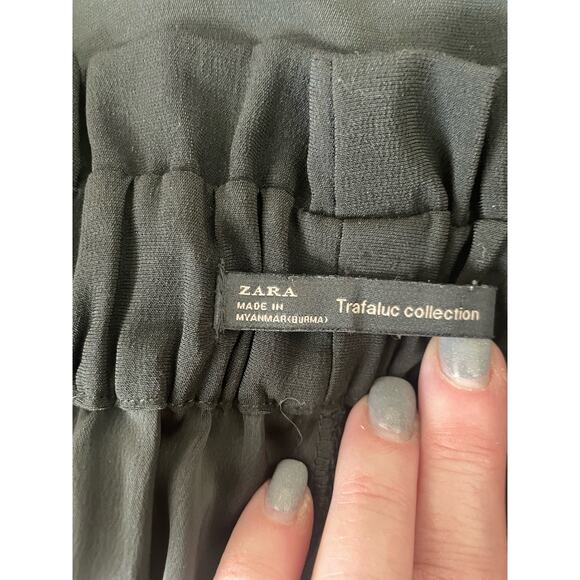 ZARA
MADE IN
MYANMAR(BURMA)
Trafaluc collection